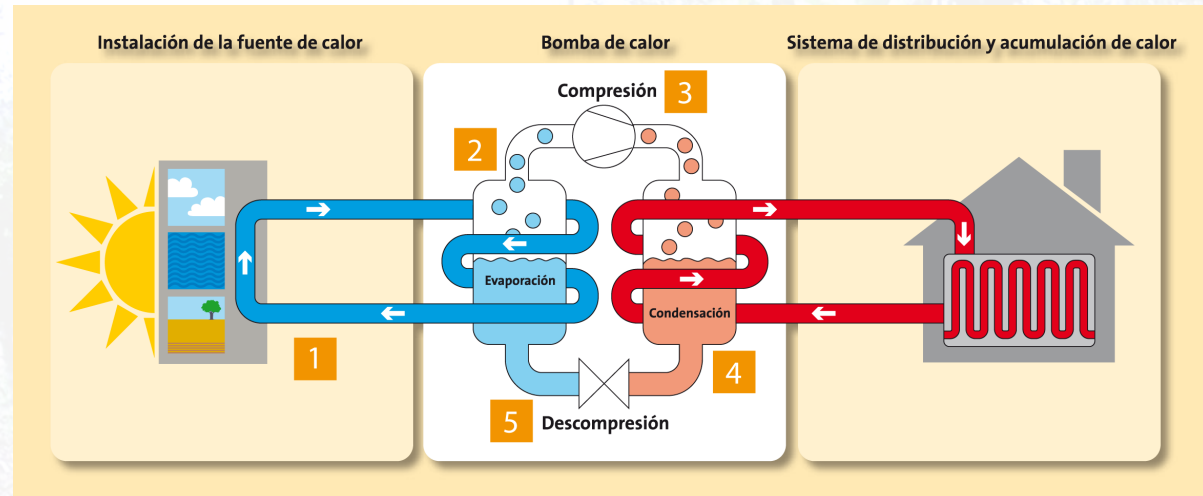 Instalación de la fuente de calor
Bomba de calor
Sistema de distribución y acumulación de calor
Compresión
3
2
Evaporación
Condensación
1
4
5
Descompresión